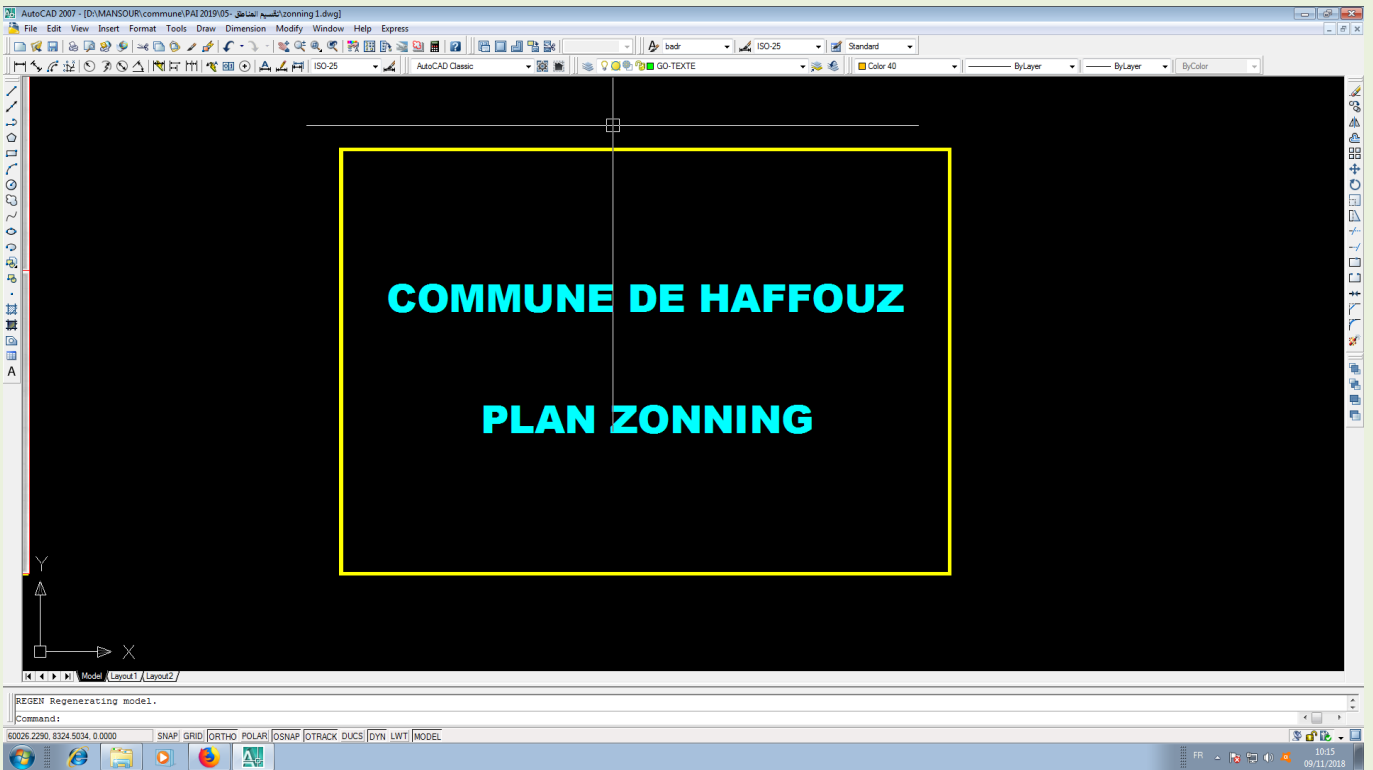 AutoCAD 2007 - [D:\MANSOUR\commune\PAI 2019\05- تقسيم المناطق\zonning 1.dwg]
File Edit View Insert Format Tools Draw Dimension Modify Window Help Express
badr ISO-25 Standard
ISO-25 AutoCAD Classic GO-TEXTE Color 40 ByLayer ByLayer ByColor
A
COMMUNE DE HAFFOUZ
PLAN ZONNING
Y
X
Model Layout1 Layout2
REGEN Regenerating model.
Command:
60026.2290, 8324.5034, 0.0000 SNAP GRID ORTHO POLAR OSNAP OTRACK DUCS DYN LWT MODEL
FR 10:15
09/11/2018